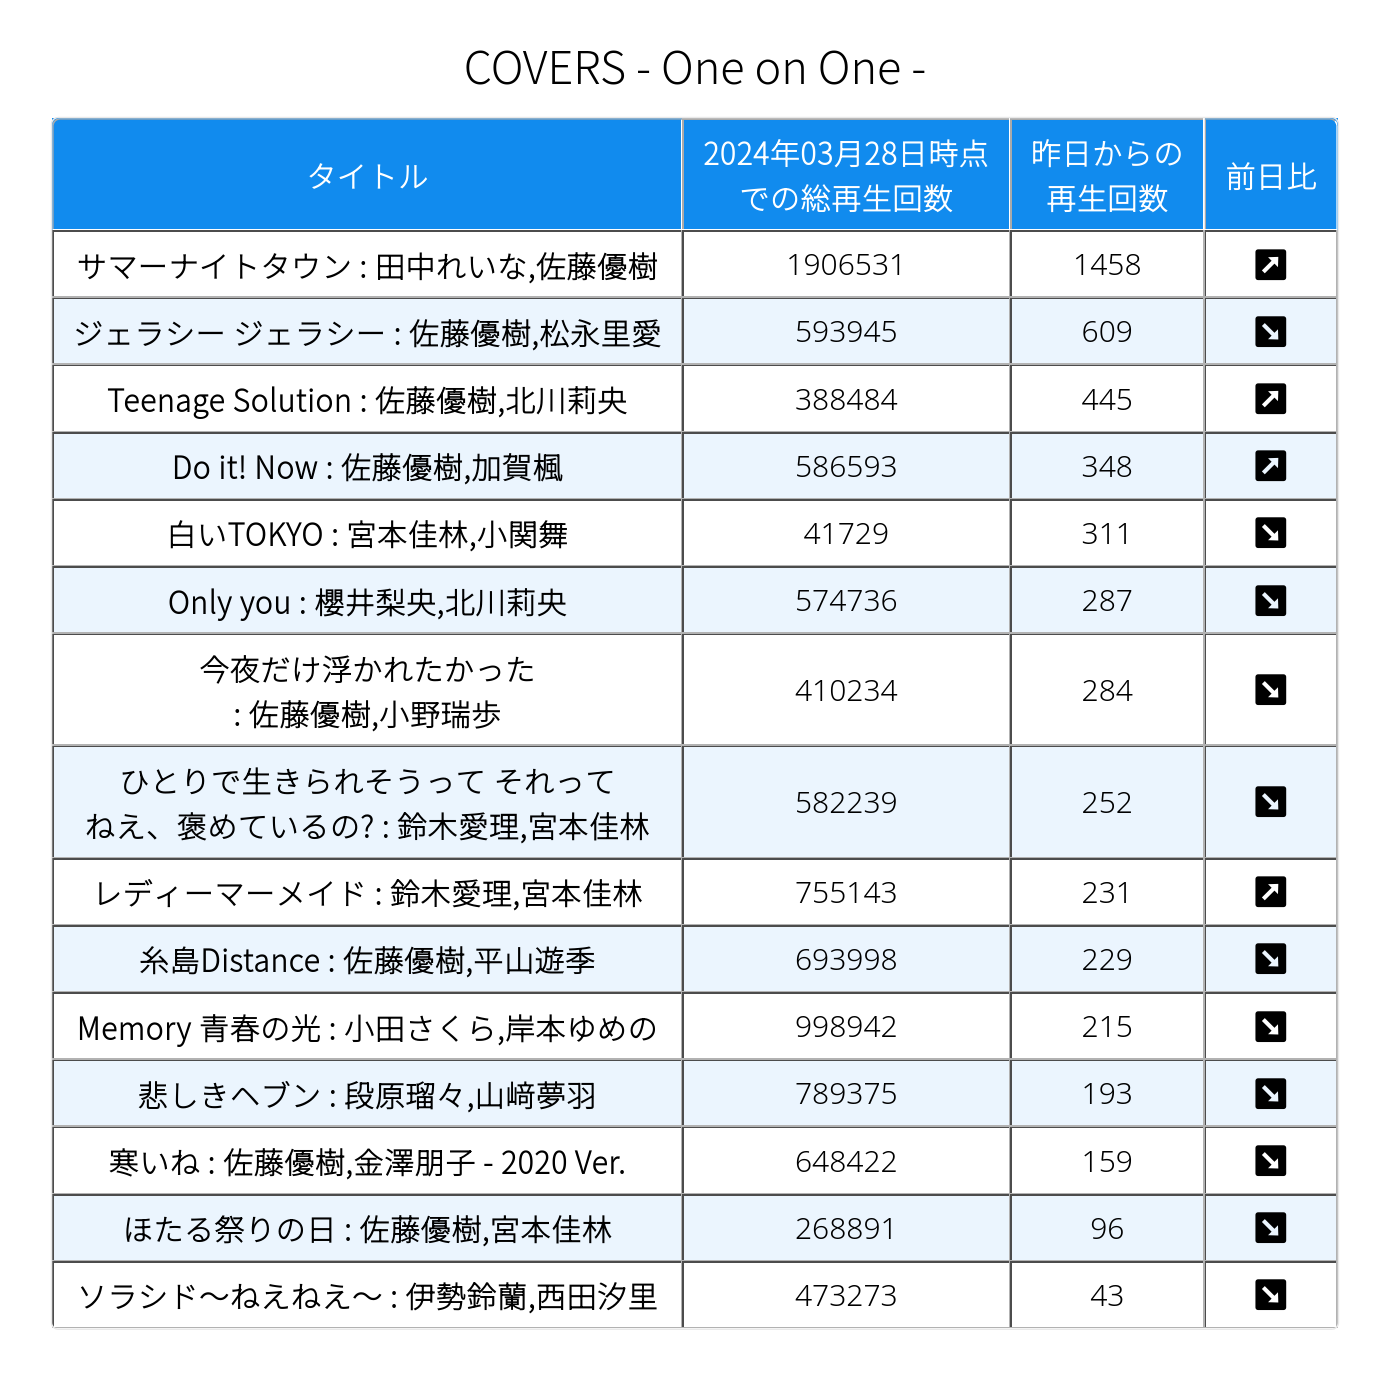 COVERS - One on One -
タイトル
2024年03月28日時点
での総再生回数
昨日からの
再生回数
前日比
サマーナイトタウン : 田中れいな,佐藤優樹
1906531
1458
ジェラシー ジェラシー : 佐藤優樹,松永里愛
593945
609
Teenage Solution : 佐藤優樹,北川莉央
388484
445
Do it! Now : 佐藤優樹,加賀楓
586593
348
白いTOKYO : 宮本佳林,小関舞
41729
311
Only you : 櫻井梨央,北川莉央
574736
287
今夜だけ浮かれたかった
: 佐藤優樹,小野瑞歩
410234
284
ひとりで生きられそうって それって
ねえ、褒めているの? : 鈴木愛理,宮本佳林
582239
252
レディーマーメイド : 鈴木愛理,宮本佳林
755143
231
糸島Distance : 佐藤優樹,平山遊季
693998
229
Memory 青春の光 : 小田さくら,岸本ゆめの
998942
215
悲しきヘブン : 段原瑠々,山﨑夢羽
789375
193
寒いね : 佐藤優樹,金澤朋子 - 2020 Ver.
648422
159
ほたる祭りの日 : 佐藤優樹,宮本佳林
268891
96
ソラシド〜ねえねえ〜 : 伊勢鈴蘭,西田汐里
473273
43